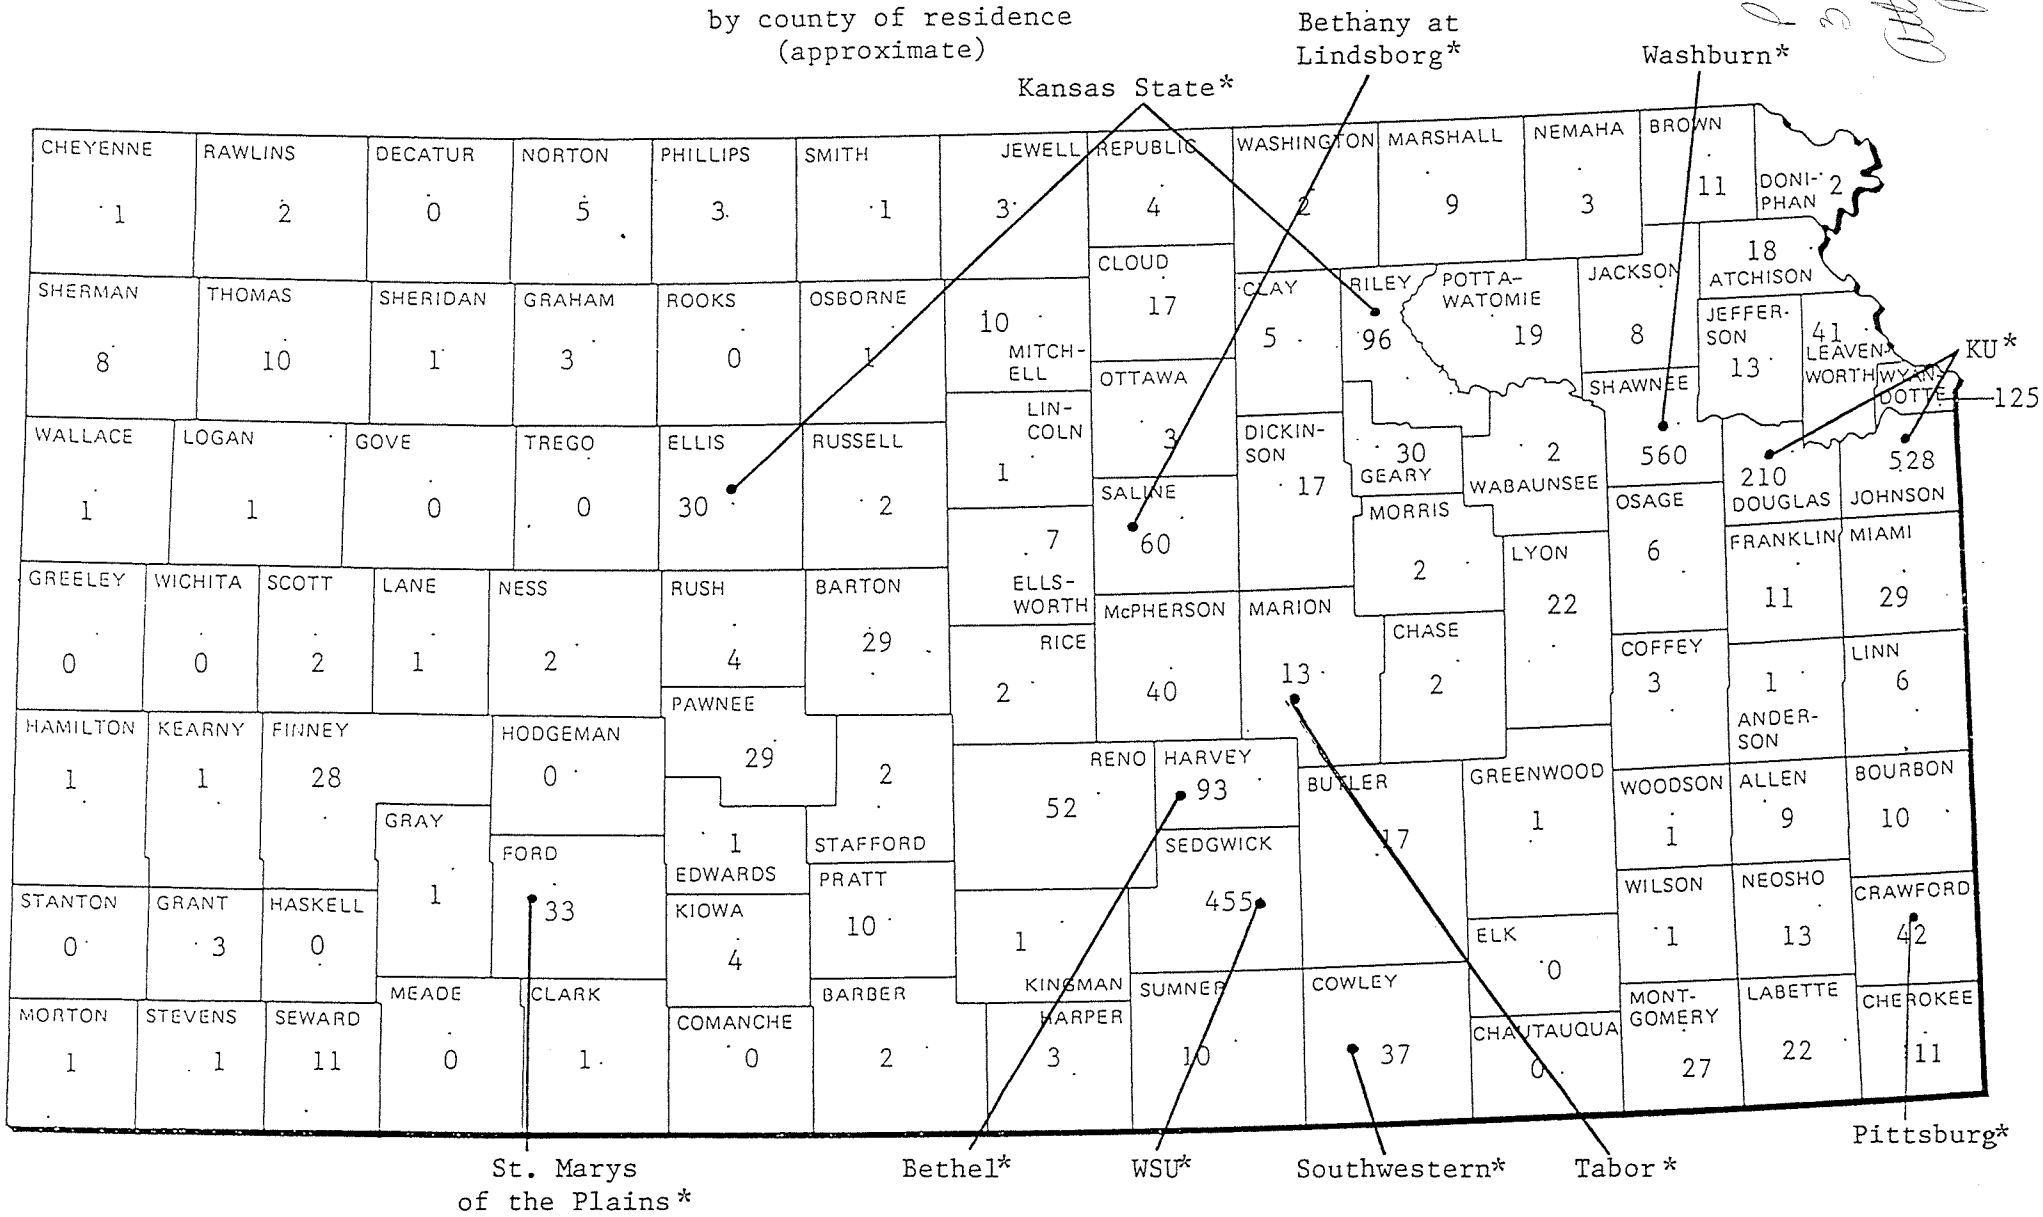 by county of residence
(approximate)
Bethany at
Lindsborg*
Washburn*
Kansas State*
CHEYENNE
1
RAWLINS
2
DECATUR
0
NORTON
5
PHILLIPS
3
SMITH
1
JEWELL
3
REPUBLIC
4
WASHINGTON
2
MARSHALL
9
NEMAHA
3
BROWN
11
DONI-
PHAN
2
CLOUD
17
18
ATCHISON
SHERMAN
8
THOMAS
10
SHERIDAN
1
GRAHAM
3
ROOKS
0
OSBORNE
1
10
MITCH-
ELL
CLAY
5
RILEY
96
POTTA-
WATOMIE
19
JACKSON
8
JEFFER-
SON
13
41
LEAVEN-
WORTH
WYAN-
DOTTE
125
KU*
OTTAWA
3
SHAWNEE
560
WALLACE
1
LOGAN
1
GOVE
0
TREGO
0
ELLIS
30
RUSSELL
2
LIN-
COLN
1
DICKIN-
SON
17
30
GEARY
2
WABAUNSEE
210
DOUGLAS
528
JOHNSON
SALINE
60
MORRIS
2
OSAGE
6
7
ELLS-
WORTH
LYON
22
FRANKLIN
11
MIAMI
29
GREELEY
0
WICHITA
0
SCOTT
2
LANE
1
NESS
2
RUSH
4
BARTON
29
RICE
2
McPHERSON
40
MARION
13
CHASE
2
COFFEY
3
1
ANDER-
SON
LINN
6
HAMILTON
1
KEARNY
1
FINNEY
28
HODGEMAN
0
PAWNEE
29
2
STAFFORD
RENO
52
HARVEY
93
BUTLER
17
GREENWOOD
1
WOODSON
1
ALLEN
9
BOURBON
10
GRAY
1
FORD
33
1
EDWARDS
SEDGWICK
455
STANTON
0
GRANT
3
HASKELL
0
KIOWA
4
PRATT
10
1
KINGMAN
ELK
0
WILSON
1
NEOSHO
13
CRAWFORD
42
MORTON
1
STEVENS
1
SEWARD
11
MEADE
0
CLARK
1
COMANCHE
0
BARBER
2
HARPER
3
SUMNER
10
COWLEY
37
CHAUTAUQUA
0
MONT-
GOMERY
27
LABETTE
22
CHEROKEE
11
St. Marys
of the Plains*
Bethel*
WSU*
Southwestern*
Tabor*
Pittsburg*